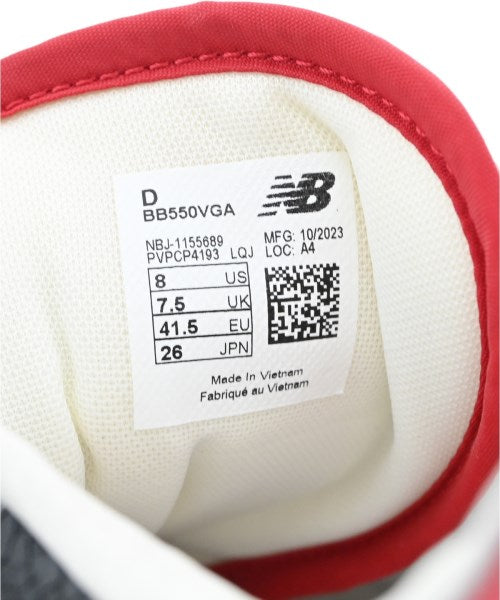 D
BB550VGA
NB
NBJ-1155689
PVPCP4193 LQJ
MFG: 10/2023
LOC: A4
8 US
7.5 UK
41.5 EU
26 JPN
Made In Vietnam
Fabriqué au Vietnam